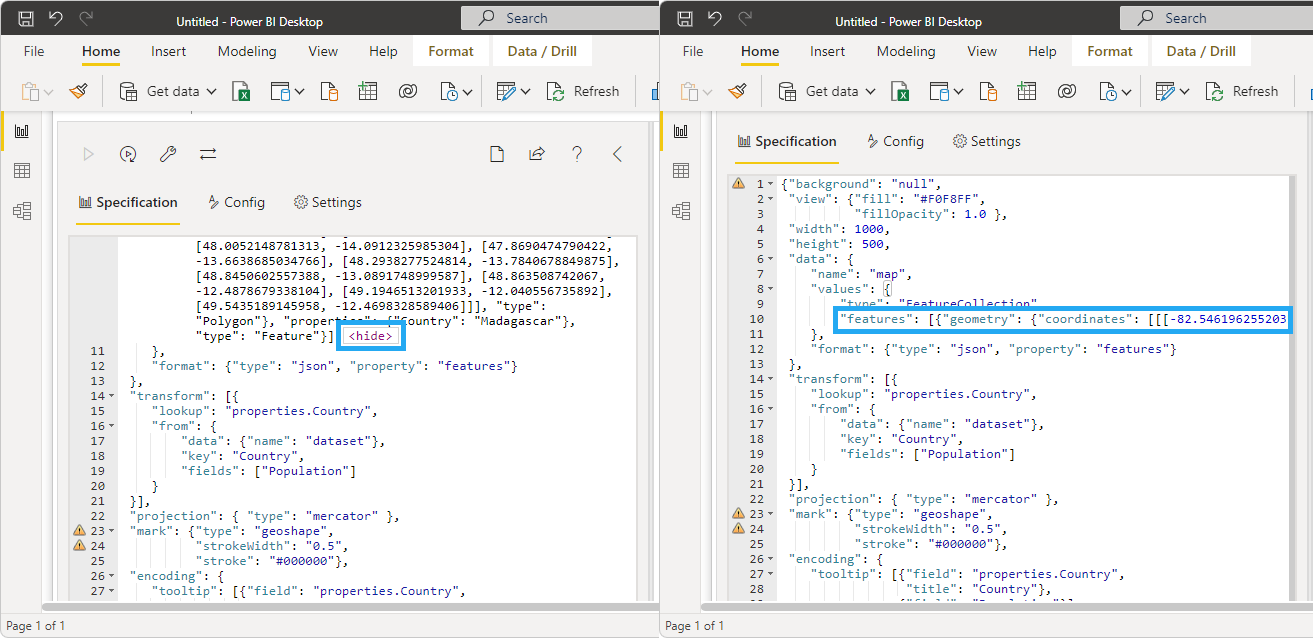 Untitled - Power BI Desktop
Search
File Home Insert Modeling View Help Format Data / Drill
Get data
Refresh
Specification Config Settings
[48.0052148781313, -14.0912325985304], [47.8690474790422,
-13.6638685034766], [48.2938277524814, -13.7840678849875],
[48.8450602557388, -13.0891748999587], [48.863508742067,
-12.4878679338104], [49.1946513201933, -12.040556735892],
[49.5435189145958, -12.4698328589406]]], "type":
"Polygon"}, "properties": {"Country": "Madagascar"},
"type": "Feature"}] <hide>
11 },
12 "format": {"type": "json", "property": "features"}
13 },
14 "transform": [{
15 "lookup": "properties.Country",
16 "from": {
17 "data": {"name": "dataset"},
18 "key": "Country",
19 "fields": ["Population"]
20 }
21 }],
22 "projection": { "type": "mercator" },
23 "mark": {"type": "geoshape",
24 "strokeWidth": "0.5",
25 "stroke": "#000000"},
26 "encoding": {
27 "tooltip": [{"field": "properties.Country",
Page 1 of 1
Untitled - Power BI Desktop
Search
File Home Insert Modeling View Help Format Data / Drill
Get data
Refresh
Specification Config Settings
1 {"background": "null",
2 "view": {"fill": "#F0F8FF",
3 "fillOpacity": 1.0 },
4 "width": 1000,
5 "height": 500,
6 "data": {
7 "name": "map",
8 "values": {
9 "type": "FeatureCollection"
10 "features": [{"geometry": {"coordinates": [[[-82.546196255203
11 },
12 "format": {"type": "json", "property": "features"}
13 },
14 "transform": [{
15 "lookup": "properties.Country",
16 "from": {
17 "data": {"name": "dataset"},
18 "key": "Country",
19 "fields": ["Population"]
20 }
21 }],
22 "projection": { "type": "mercator" },
23 "mark": {"type": "geoshape",
24 "strokeWidth": "0.5",
25 "stroke": "#000000"},
26 "encoding": {
27 "tooltip": [{"field": "properties.Country",
28 "title": "Country"},
Page 1 of 1